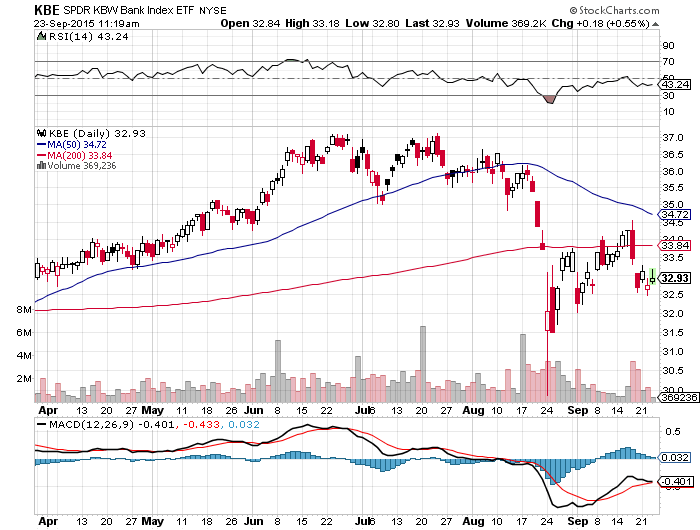 KBE SPDR KBW Bank Index ETF NYSE © StockCharts.com
23-Sep-2015 11:19am Open 32.84 High 33.18 Low 32.80 Last 32.93 Volume 369.2K Chg +0.18 (+0.55%)
RSI(14) 43.24
90
70
50
43.24
30
10
KBE (Daily) 32.93
MA(50) 34.72
MA(200) 33.84
Volume 369,236
37.0
36.5
36.0
35.5
35.0
34.72
34.5
34.0
33.84
33.5
32.93
32.5
32.0
31.5
31.0
30.5
30.0
8M
6M
4M
2M
369236
Apr 13 20 27 May 11 18 26 Jun 8 15 22 Jul 6 13 20 27 Aug 10 17 24 Sep 8 14 21
MACD(12,26,9) -0.401, -0.433, 0.032
0.5
0.032
-0.401
Apr 13 20 27 May 11 18 26 Jun 8 15 22 Jul 6 13 20 27 Aug 10 17 24 Sep 8 14 21